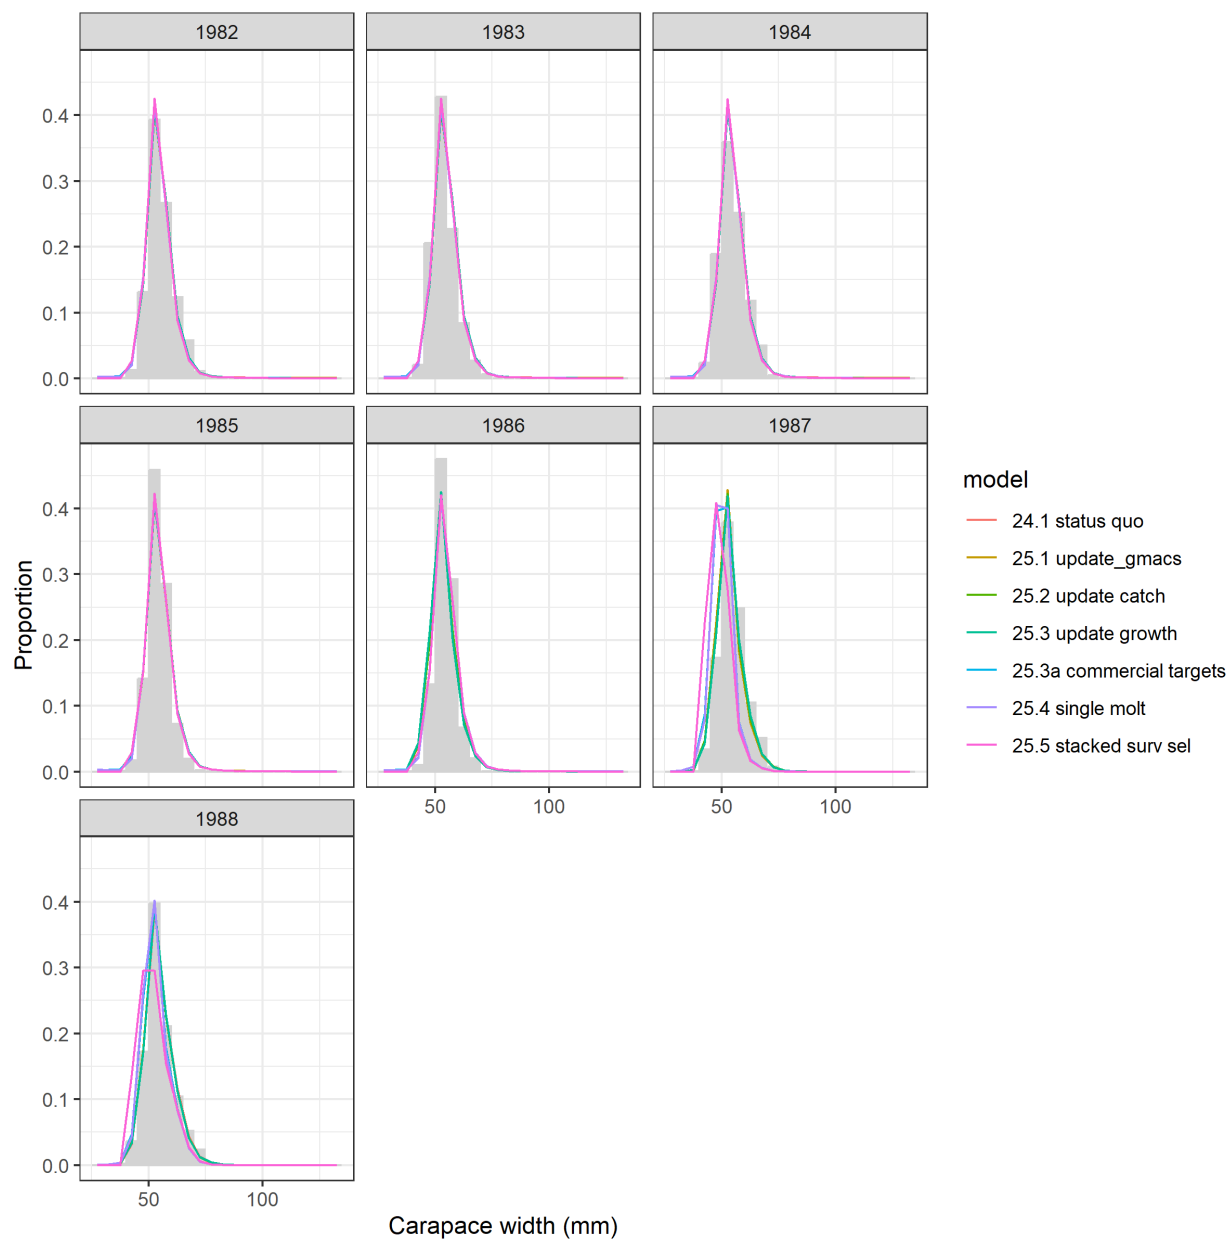 1982 1983 1984
0.4
0.3
0.2
0.1
0.0
1985 1986 1987
0.4
0.3
0.2
0.1
0.0
50 100 50 100
1988
0.4
0.3
0.2
0.1
0.0
50 100
Proportion
Carapace width (mm)
model
24.1 status quo
25.1 update_gmacs
25.2 update catch
25.3 update growth
25.3a commercial targets
25.4 single molt
25.5 stacked surv sel